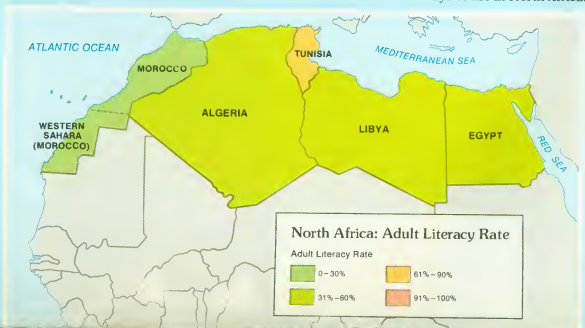 ATLANTIC OCEAN
MEDITERRANEAN SEA
TUNISIA
MOROCCO
ALGERIA
WESTERN
SAHARA
(MOROCCO)
LIBYA
EGYPT
RED SEA
North Africa: Adult Literacy Rate
Adult Literacy Rate
0–30%
61%–90%
31%–60%
91%–100%